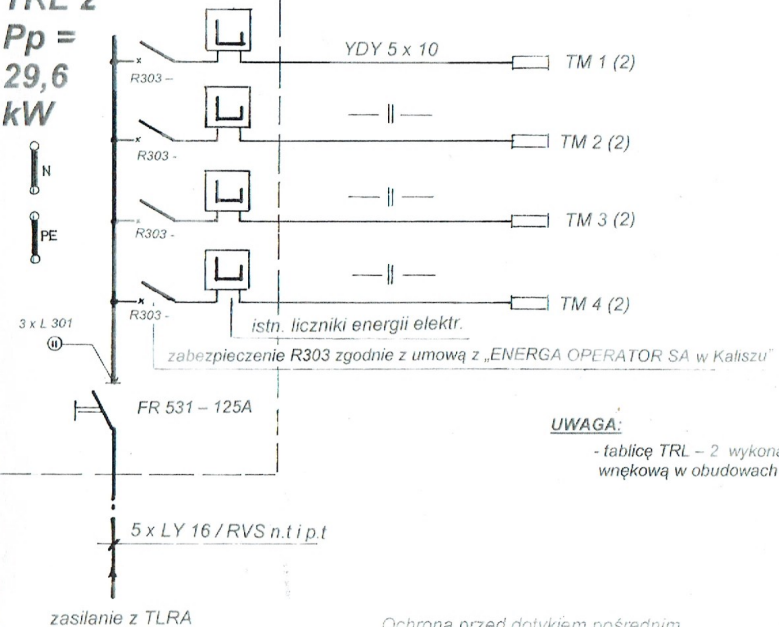 TRL 2
Pp =
29,6
kW
YDY 5 x 10
TM 1 (2)
R303 –
TM 2 (2)
R303 -
N
TM 3 (2)
R303 -
PE
TM 4 (2)
R303 -
3 x L 301
istn. liczniki energii elektr.
zabezpieczenie R303 zgodnie z umową z „ENERGA OPERATOR SA w Kaliszu”
FR 531 – 125A
UWAGA:
- tablicę TRL – 2 wykona
wnękową w obudowach
5 x LY 16 / RVS n.t i p.t
zasilanie z TLRA
Ochrona przed dotykiem pośrednim